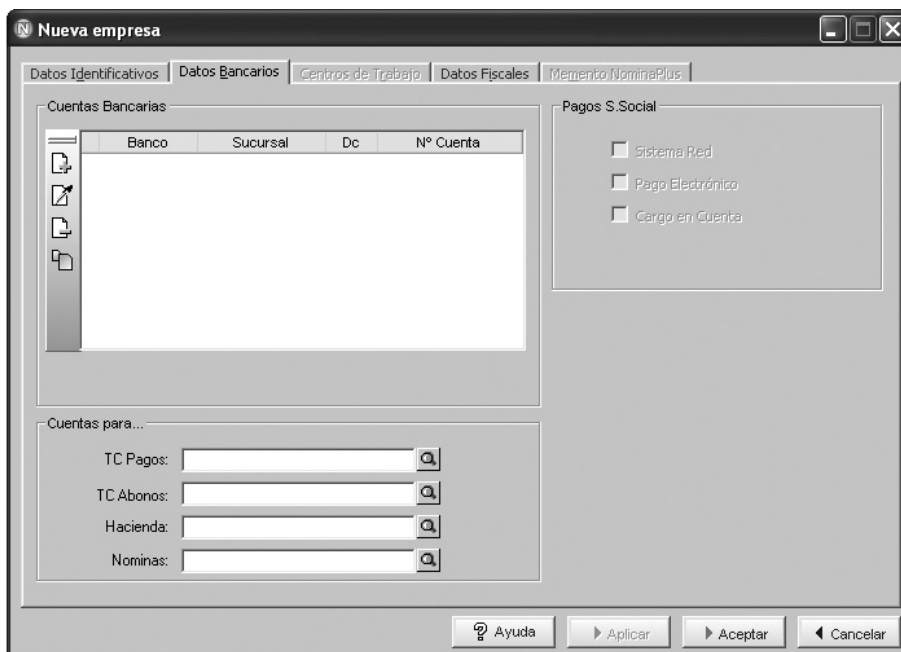 Nueva empresa
Datos Identificativos Datos Bancarios Centros de Trabajo Datos Fiscales Memento NominaPlus
Cuentas Bancarias
Banco Sucursal Dc Nº Cuenta
Pagos S.Social
Sistema Red
Pago Electrónico
Cargo en Cuenta
Cuentas para...
TC Pagos:
TC Abonos:
Hacienda:
Nominas:
Ayuda Aplicar Aceptar Cancelar